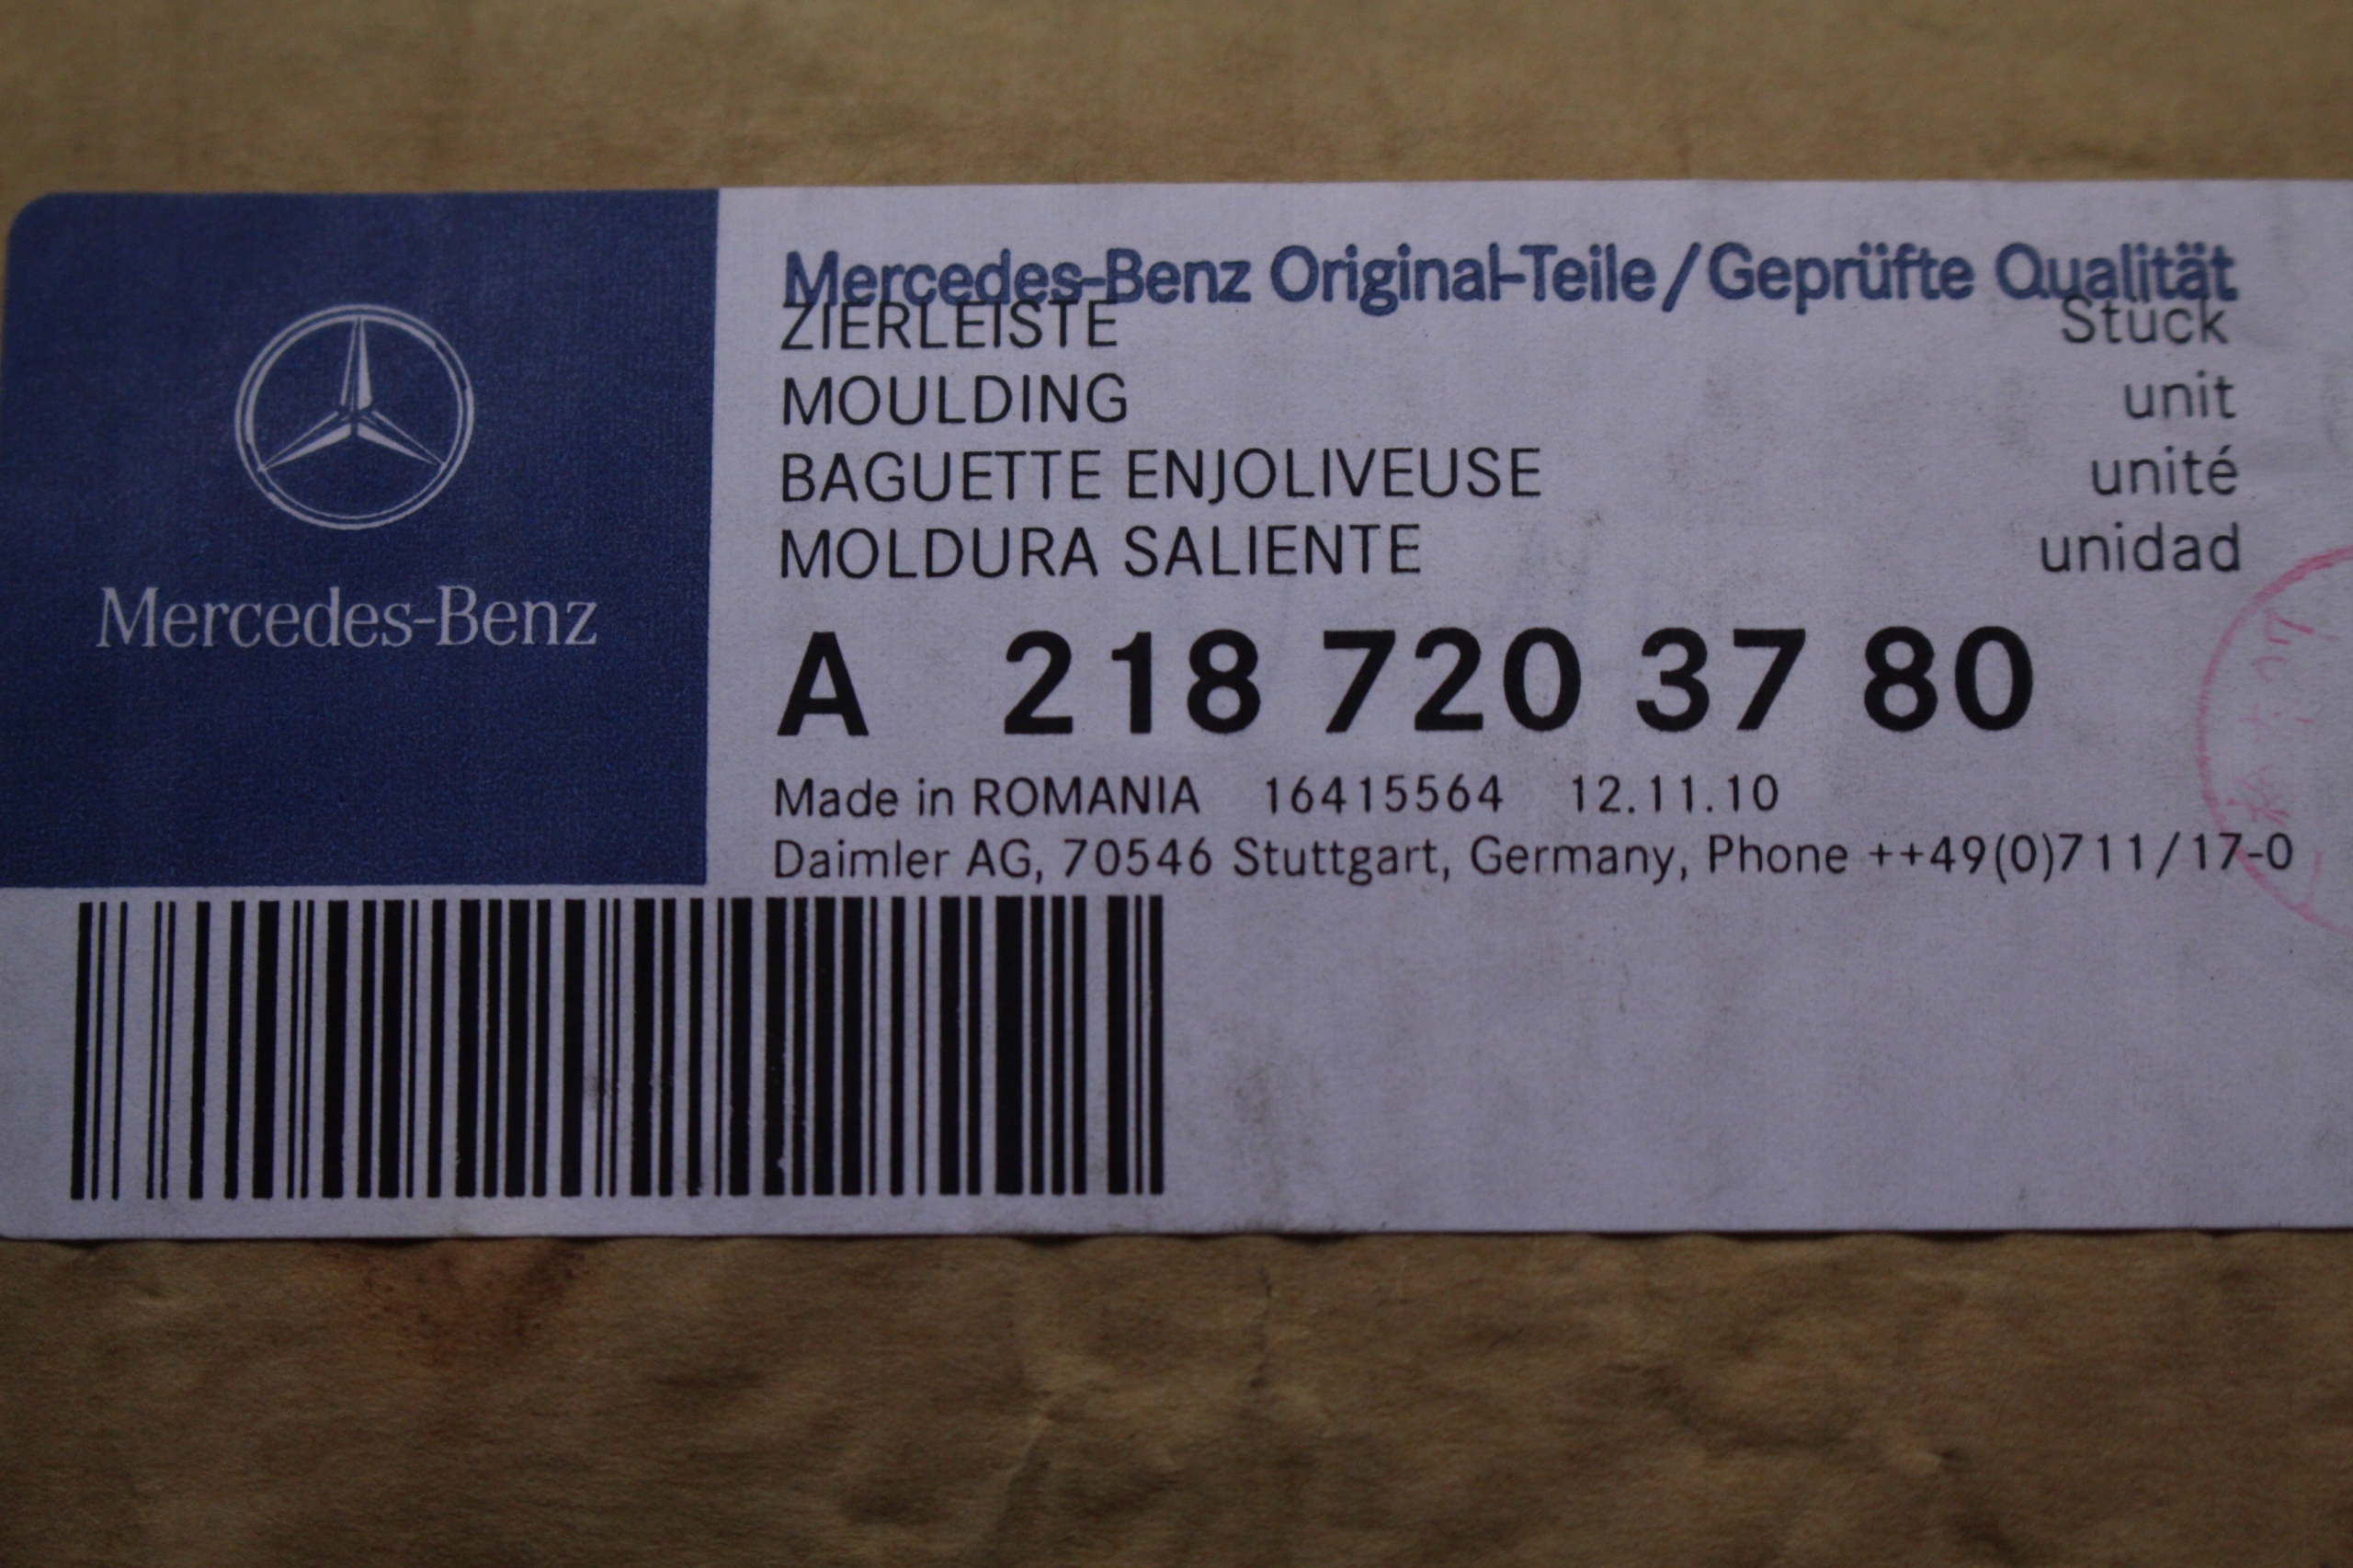 Mercedes-Benz
Mercedes-Benz Original-Teile/Geprüfte Qualität
ZIERLEISTE Stück
MOULDING unit
BAGUETTE ENJOLIVEUSE unité
MOLDURA SALIENTE unidad
A 218 720 37 80
Made in ROMANIA 16415564 12.11.10
Daimler AG, 70546 Stuttgart, Germany, Phone ++49(0)711/17-0